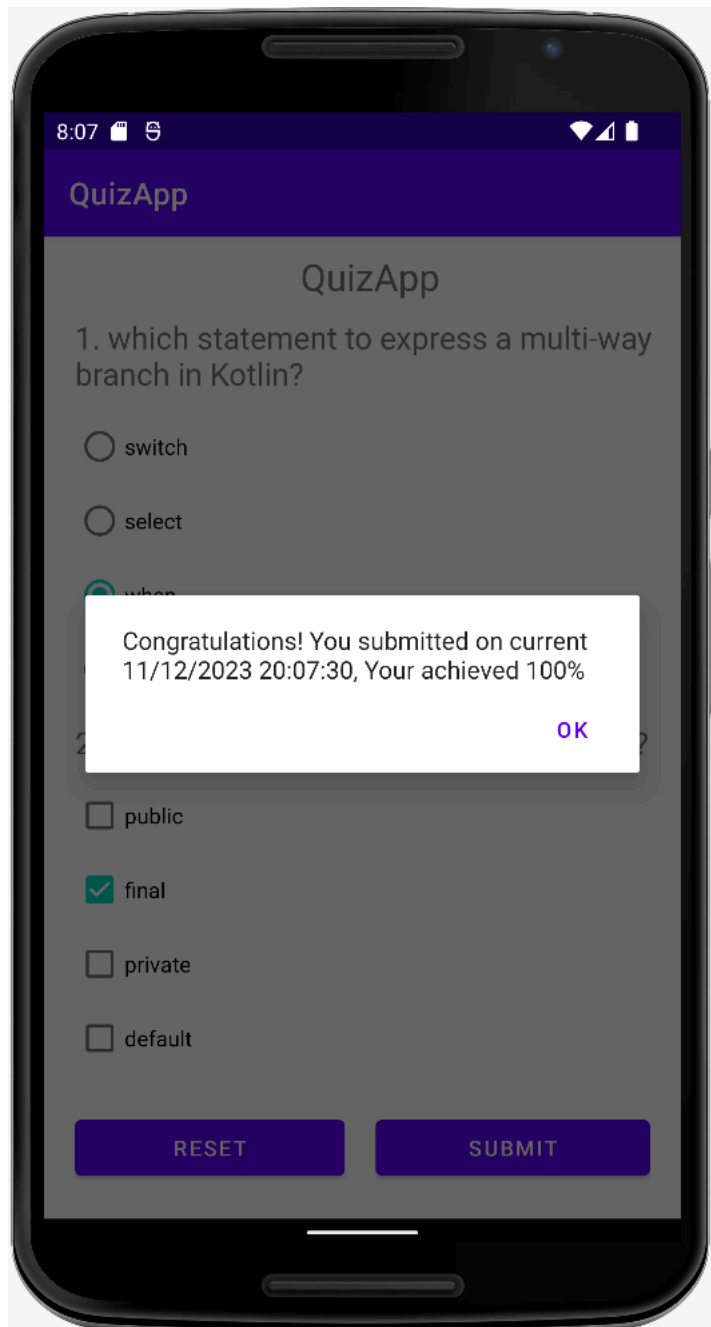 8:07
QuizApp
QuizApp
1. which statement to express a multi-way
branch in Kotlin?
switch
select
when
Congratulations! You submitted on current
11/12/2023 20:07:30, Your achieved 100%
OK
?
public
final
private
default
RESET
SUBMIT